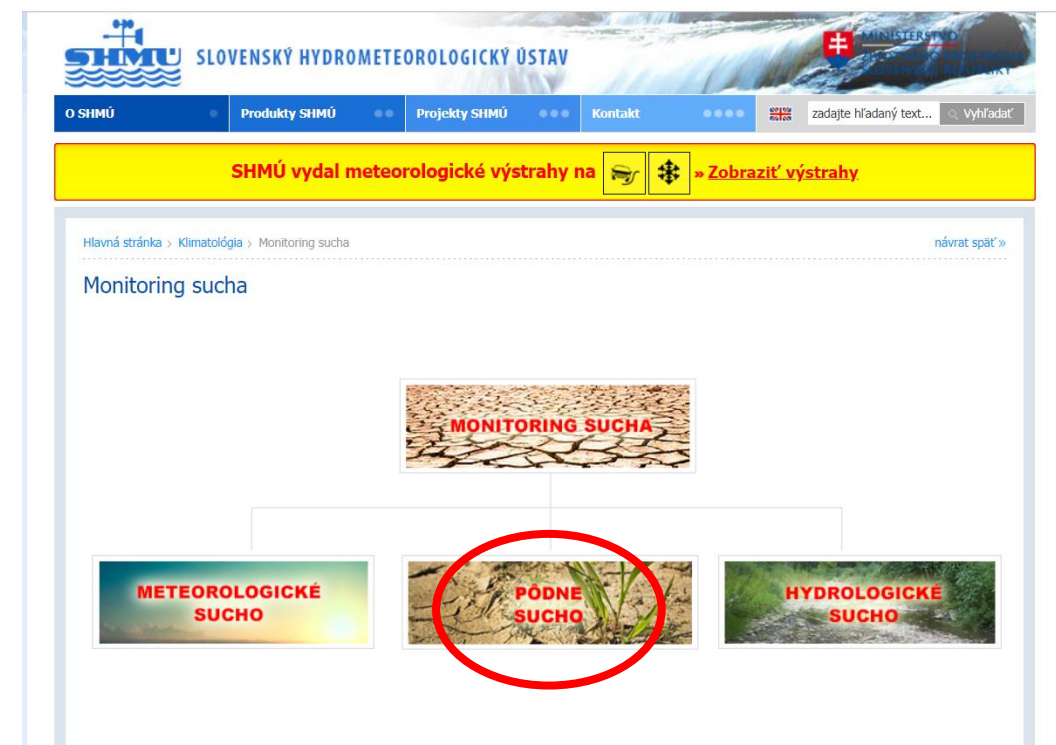 SHMÚ SLOVENSKÝ HYDROMETEOROLOGICKÝ ÚSTAV
MINISTERSTVO
SLOVENSKEJ REPUBLIKY
O SHMÚ Produkty SHMÚ Projekty SHMÚ Kontakt zadajte hľadaný text... Vyhľadať
SHMÚ vydal meteorologické výstrahy na » Zobraziť výstrahy
Hlavná stránka › Klimatológia › Monitoring sucha návrat späť »
Monitoring sucha
MONITORING SUCHA
METEOROLOGICKÉ
SUCHO
PÔDNE
SUCHO
HYDROLOGICKÉ
SUCHO